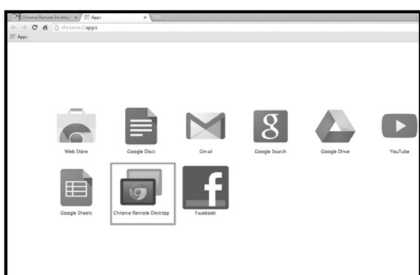 Chrome Remote Desktop Apps
chrome://apps
Apps
Web Store Google Docs Gmail Google Search Google Drive YouTube
Google Sheets Chrome Remote Desktop Facebook